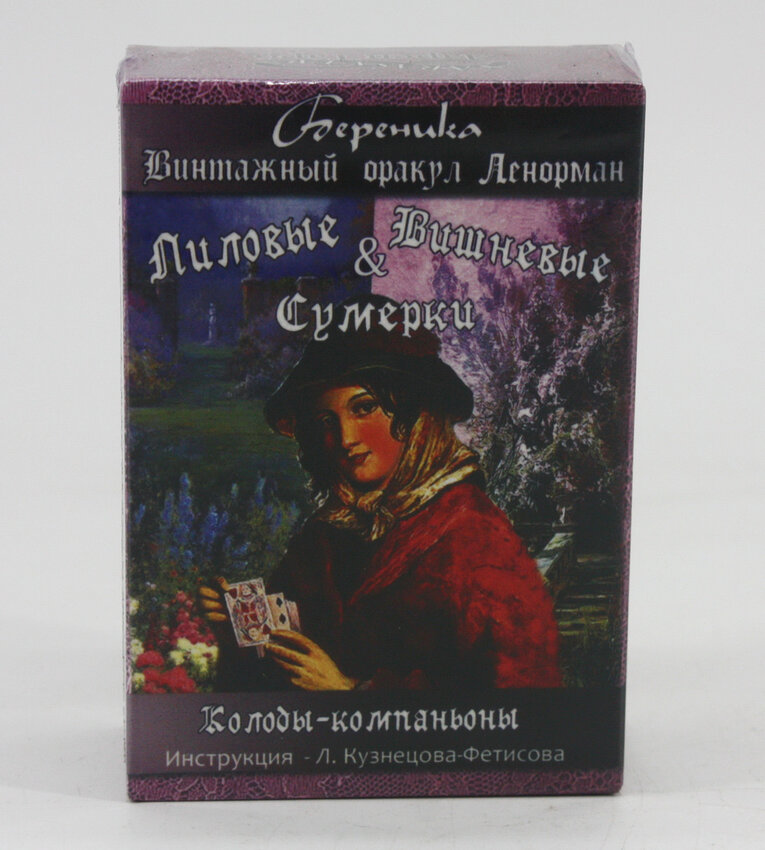 Береника
Винтажный оракул Ленорман
Лиловые & Вишневые
Сумерки
Колоды-компаньоны
Инструкция - Л. Кузнецова-Фетисова